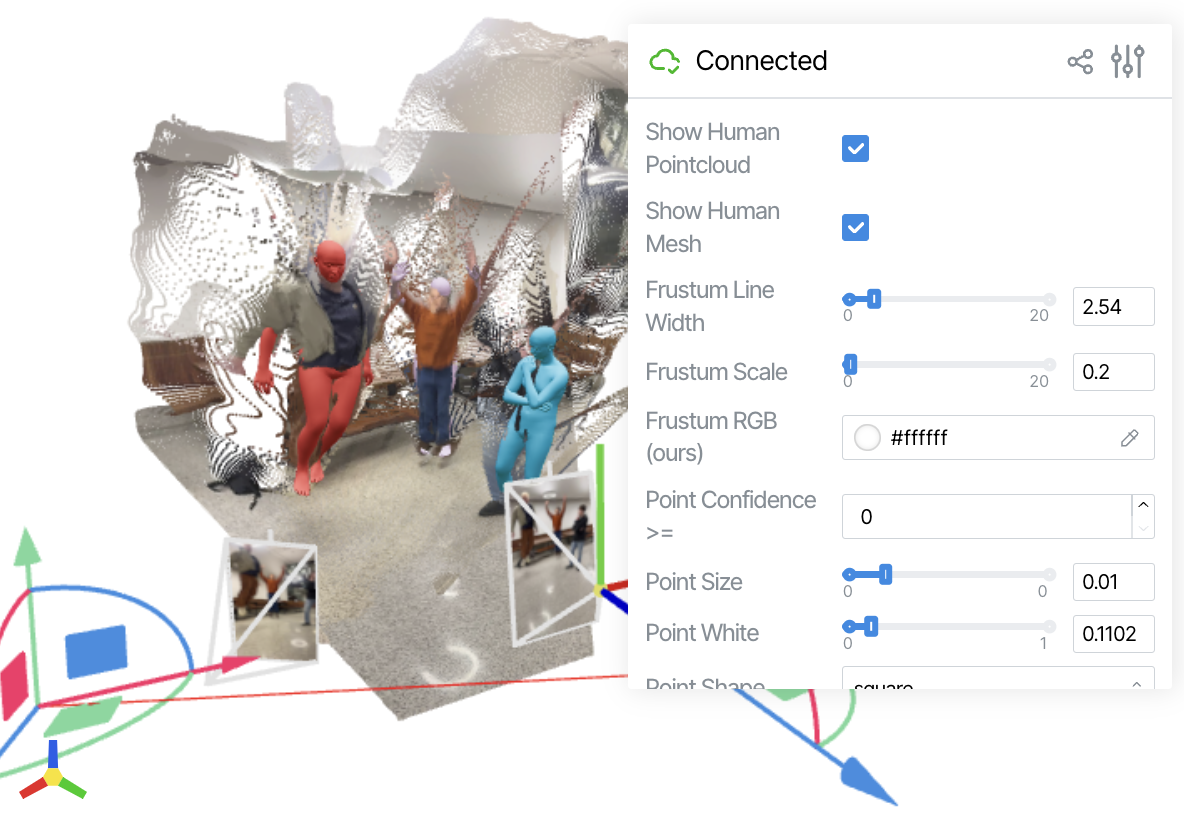 Connected
Show Human
Pointcloud
Show Human
Mesh
Frustum Line
Width
0
20
2.54
Frustum Scale
0
20
0.2
Frustum RGB
(ours)
#ffffff
Point Confidence
>=
0
Point Size
0
0
0.01
Point White
0
1
0.1102
Point Shape
square